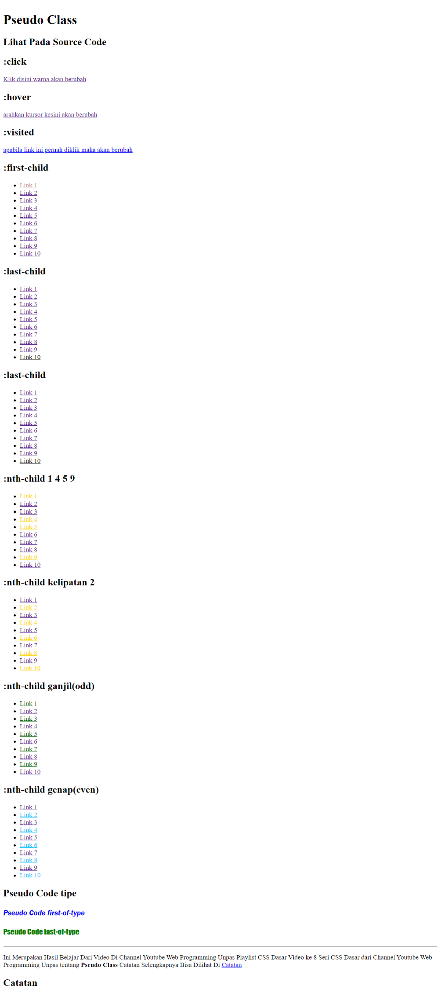 Pseudo Class
Lihat Pada Source Code
:click
Klik disini warna akan berubah
:hover
arahkan kursor kesini akan berubah
:visited
apabila link ini pernah diklik maka akan berubah
:first-child
Link 1
Link 2
Link 3
Link 4
Link 5
Link 6
Link 7
Link 8
Link 9
Link 10
:last-child
Link 1
Link 2
Link 3
Link 4
Link 5
Link 6
Link 7
Link 8
Link 9
Link 10
:last-child
Link 1
Link 2
Link 3
Link 4
Link 5
Link 6
Link 7
Link 8
Link 9
Link 10
:nth-child 1 4 5 9
Link 1
Link 2
Link 3
Link 4
Link 5
Link 6
Link 7
Link 8
Link 9
Link 10
:nth-child kelipatan 2
Link 1
Link 2
Link 3
Link 4
Link 5
Link 6
Link 7
Link 8
Link 9
Link 10
:nth-child ganjil(odd)
Link 1
Link 2
Link 3
Link 4
Link 5
Link 6
Link 7
Link 8
Link 9
Link 10
:nth-child genap(even)
Link 1
Link 2
Link 3
Link 4
Link 5
Link 6
Link 7
Link 8
Link 9
Link 10
Pseudo Code tipe
Pseudo Code first-of-type
Pseudo Code last-of-type
Ini Merupakan Hasil Belajar Dari Video Di Channel Youtube Web Programming Unpas Playlist CSS Dasar Video ke 8 Seri CSS Dasar dari Channel Youtube Web
Programming Unpas tentang Pseudo Class Catatan Selengkapnya Bisa Dilihat Di Catatan
Catatan